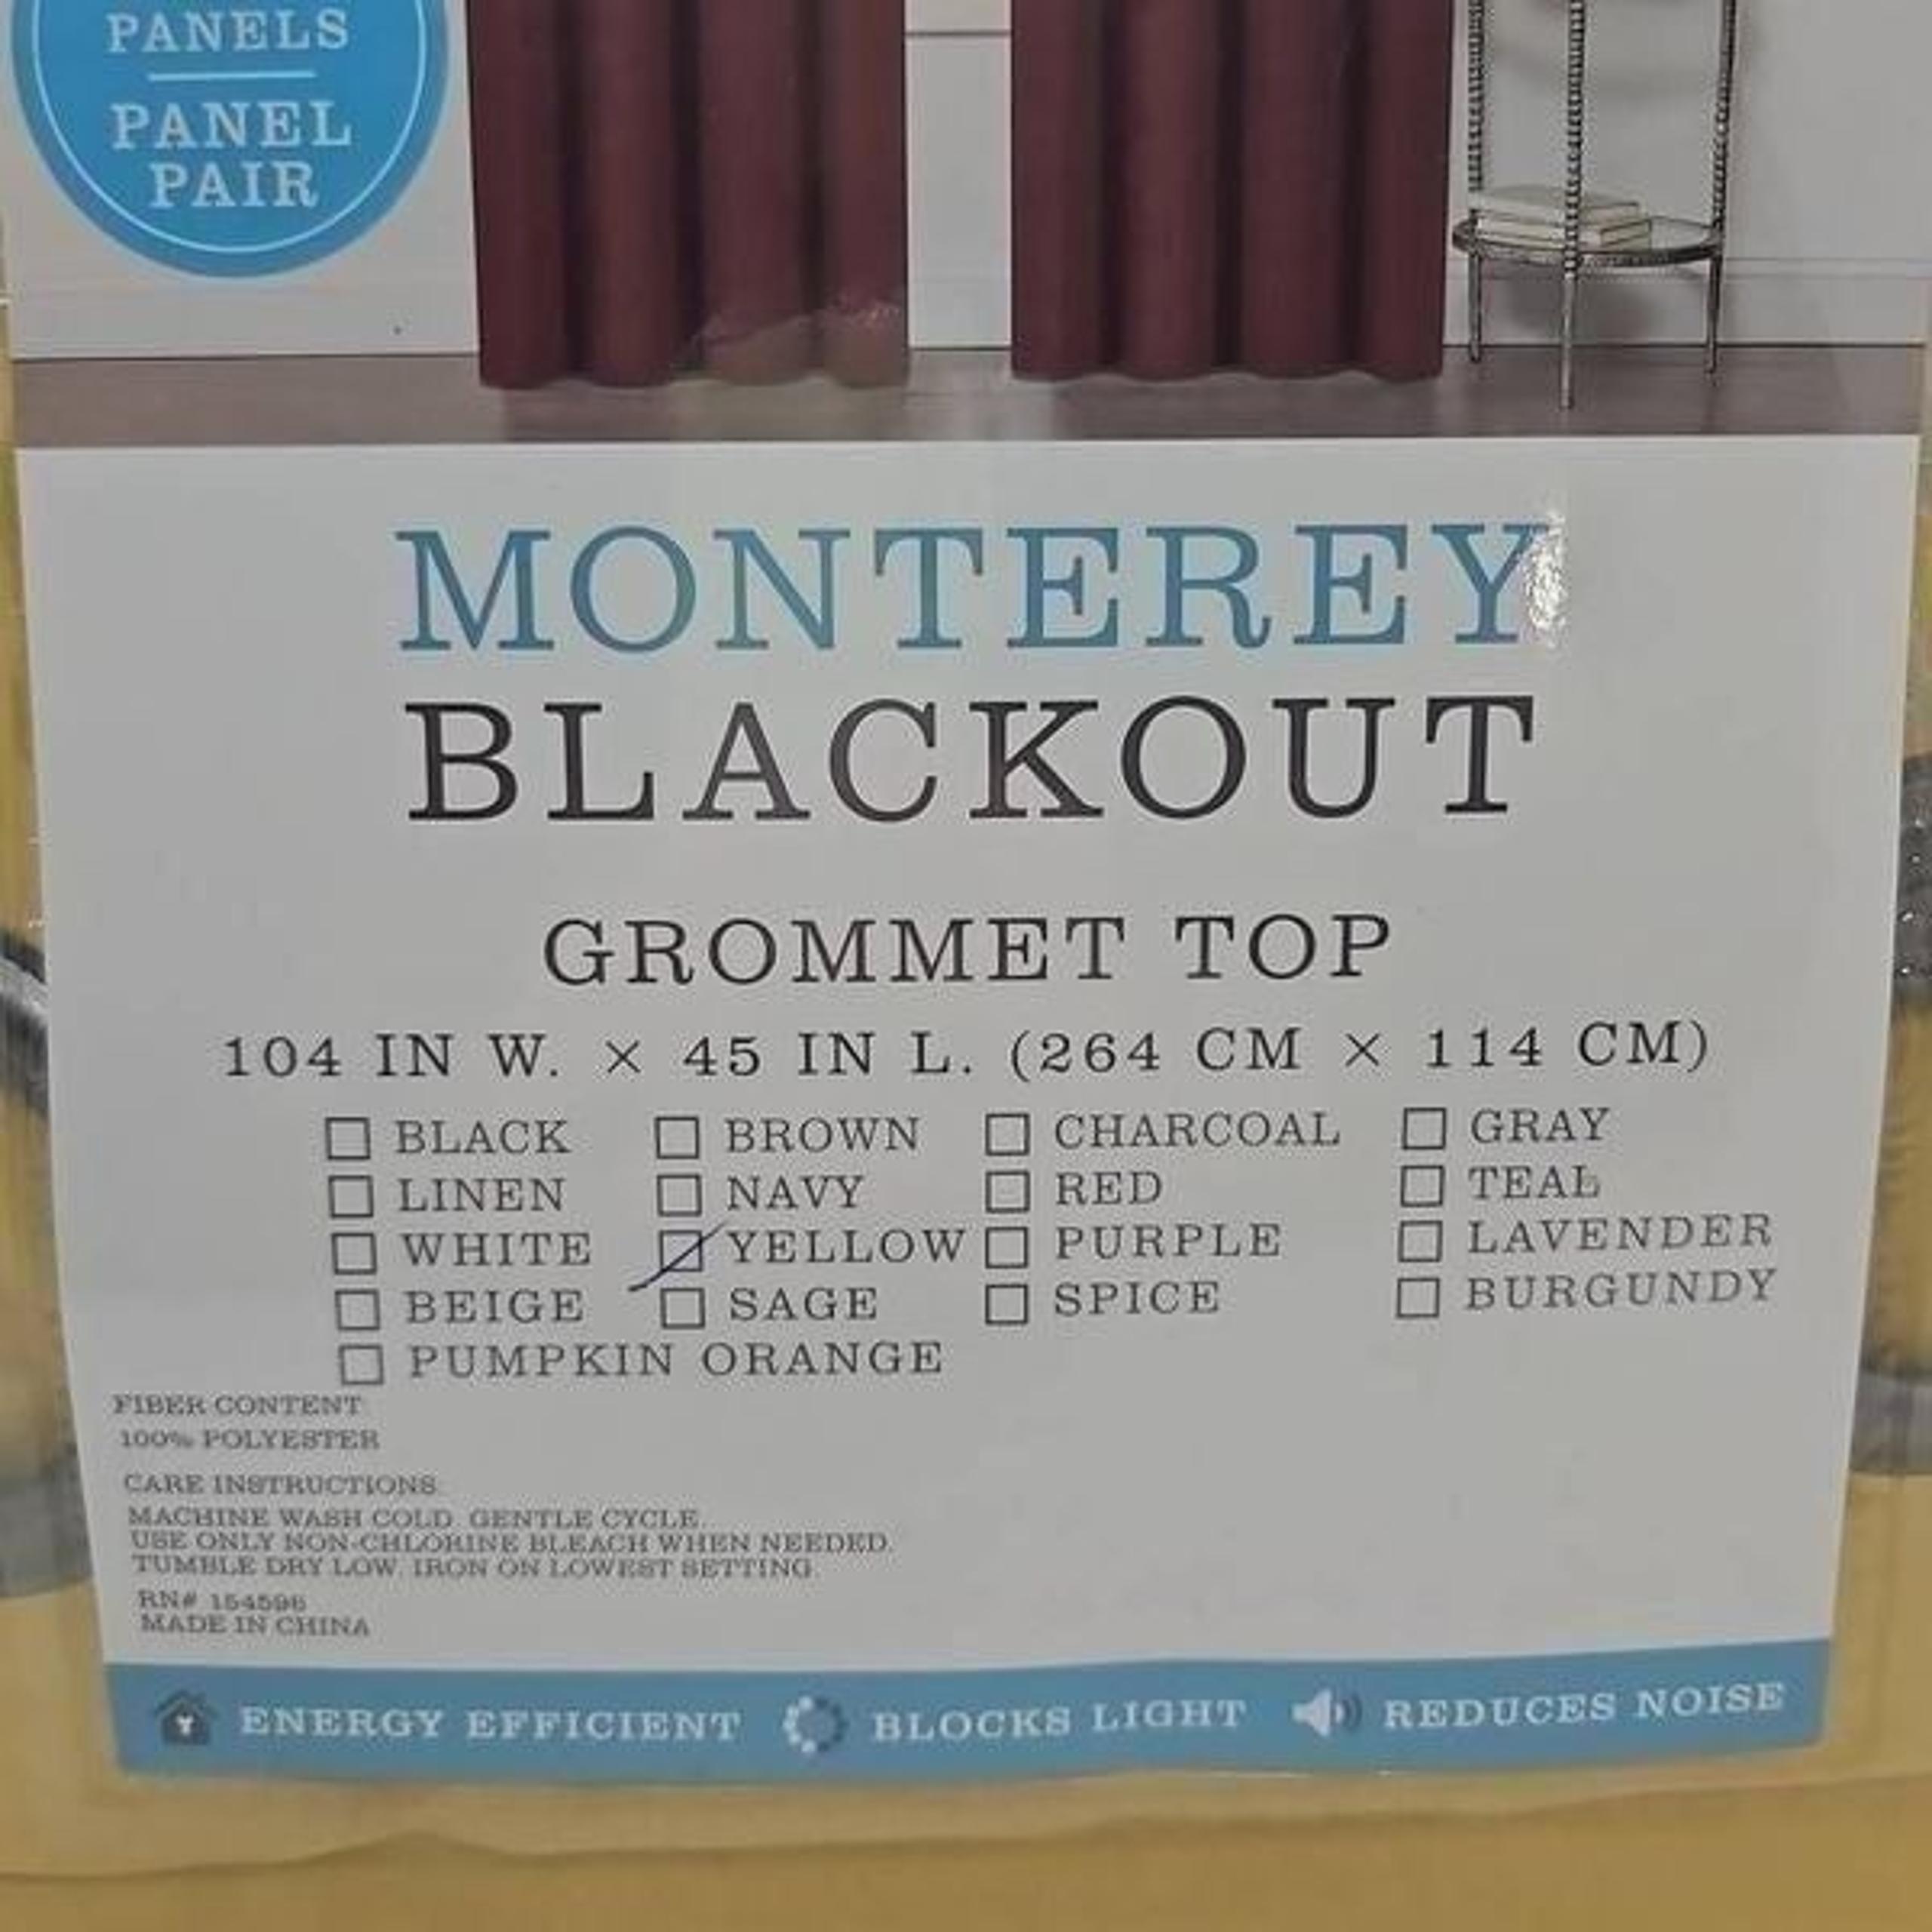 PANELS
PANEL
PAIR
MONTEREY
BLACKOUT
GROMMET TOP
104 IN W. × 45 IN L. (264 CM × 114 CM)
BLACK BROWN CHARCOAL GRAY
LINEN NAVY RED TEAL
WHITE YELLOW PURPLE LAVENDER
BEIGE SAGE SPICE BURGUNDY
PUMPKIN ORANGE
FIBER CONTENT:
100% POLYESTER
CARE INSTRUCTIONS:
MACHINE WASH COLD. GENTLE CYCLE.
USE ONLY NON-CHLORINE BLEACH WHEN NEEDED.
TUMBLE DRY LOW. IRON ON LOWEST SETTING.
RN# 154596
MADE IN CHINA
ENERGY EFFICIENT BLOCKS LIGHT REDUCES NOISE